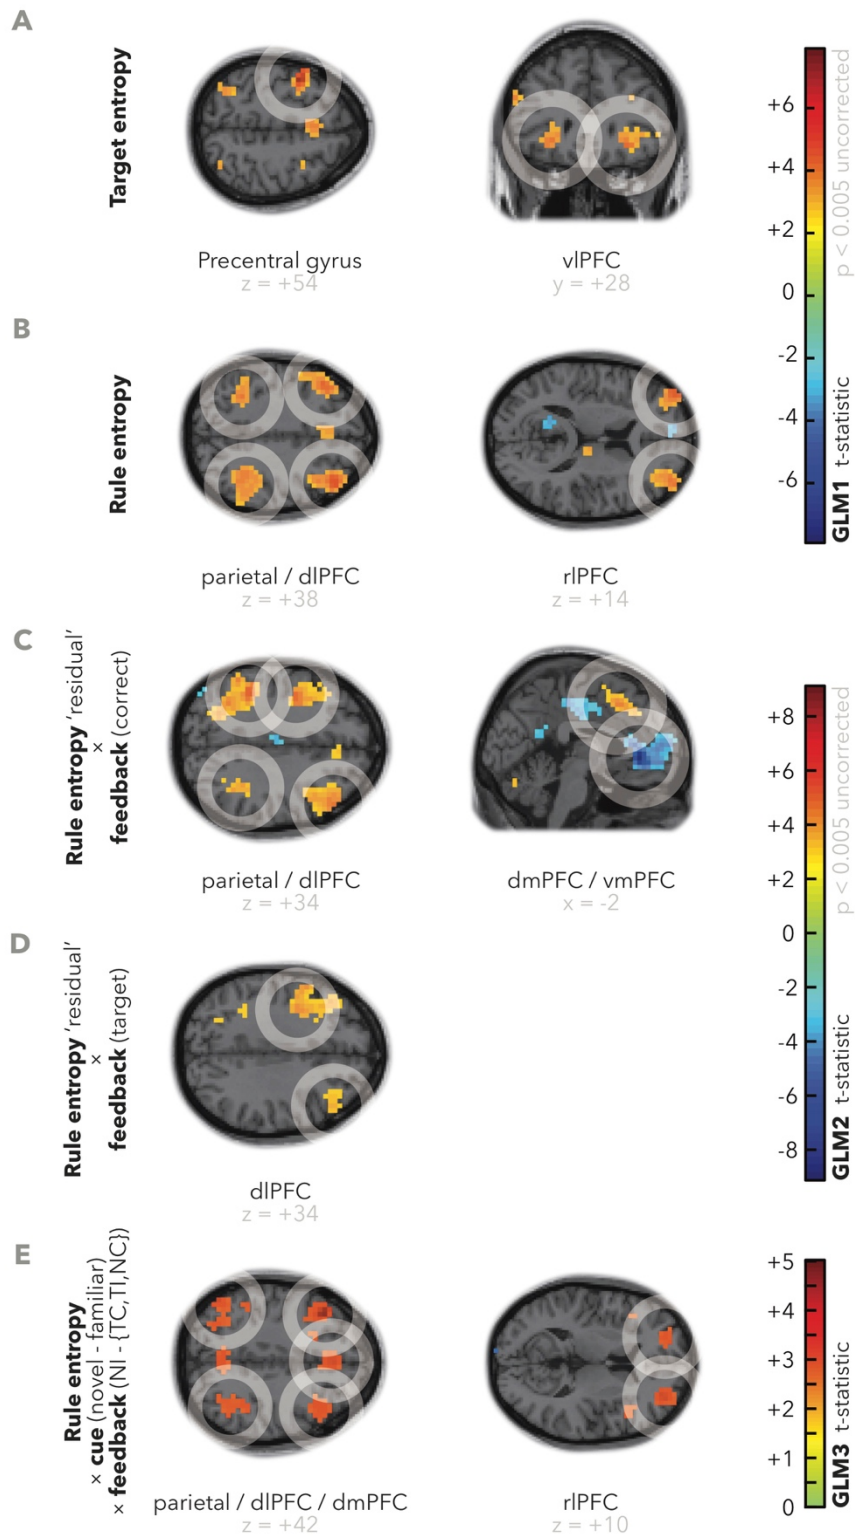 A
Target entropy
Precentral gyrus
z = +54
vlPFC
y = +28
B
Rule entropy
parietal / dlPFC
z = +38
rlPFC
z = +14
+6
+4
+2
0
-2
-4
-6
GLM1 t-statistic
p < 0.005 uncorrected
C
Rule entropy ‘residual’
×
feedback (correct)
parietal / dlPFC
z = +34
dmPFC / vmPFC
x = -2
D
Rule entropy ‘residual’
×
feedback (target)
dlPFC
z = +34
+8
+6
+4
+2
0
-2
-4
-6
-8
GLM2 t-statistic
p < 0.005 uncorrected
E
Rule entropy
× cue (novel - familiar)
× feedback (NI - {TC,TI,NC})
parietal / dlPFC / dmPFC
z = +42
rlPFC
z = +10
+5
+4
+3
+2
+1
0
GLM3 t-statistic